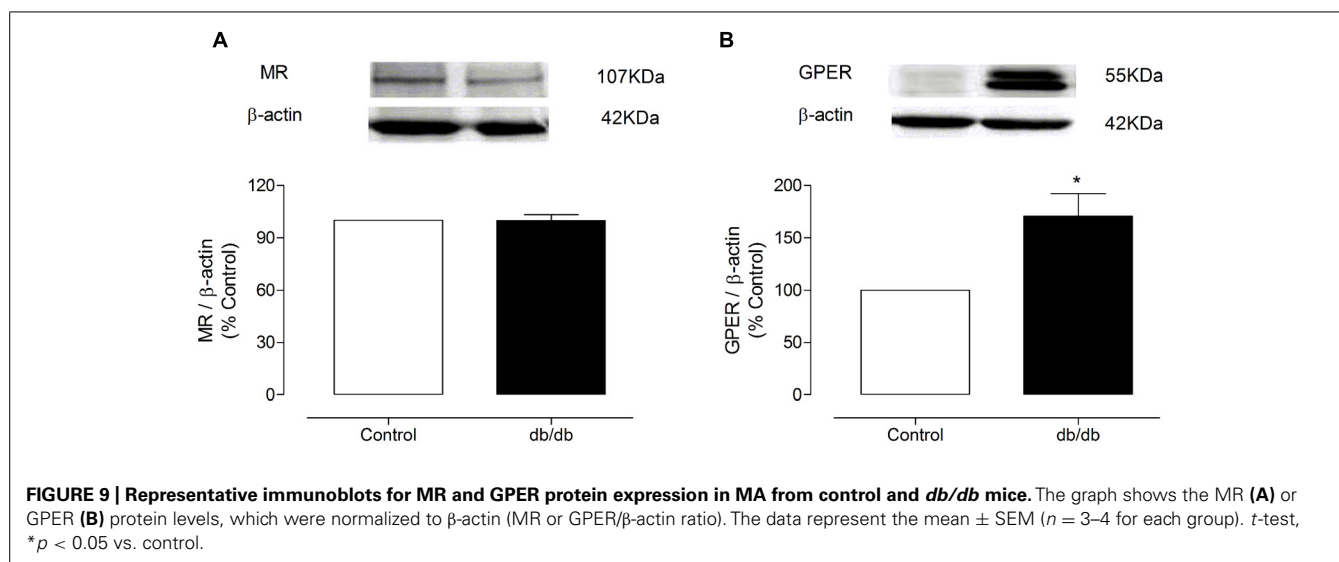 A
MR
107KDa
β-actin
42KDa
120
90
60
30
0
MR / β-actin
(% Control)
Control
db/db
B
GPER
55KDa
β-actin
42KDa
*
200
150
100
50
0
GPER / β-actin
(% Control)
Control
db/db
FIGURE 9 | Representative immunoblots for MR and GPER protein expression in MA from control and db/db mice. The graph shows the MR (A) or
GPER (B) protein levels, which were normalized to β-actin (MR or GPER/β-actin ratio). The data represent the mean ± SEM (n = 3–4 for each group). t-test,
*p < 0.05 vs. control.